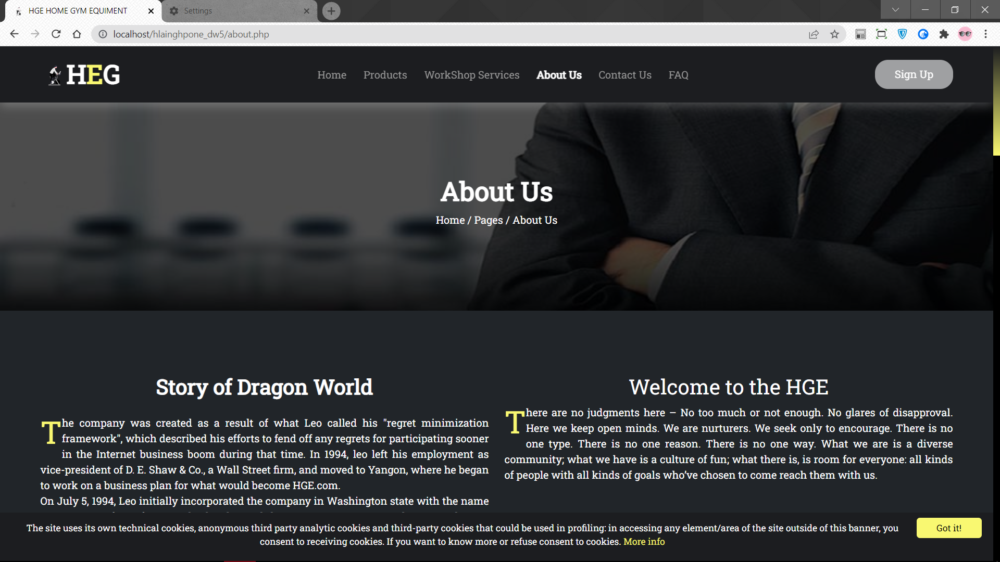 HGE HOME GYM EQUIMENT
Settings
localhost/hlainghpone_dw5/about.php
HEG
Home Products WorkShop Services About Us Contact Us FAQ
Sign Up
About Us
Home / Pages / About Us
Story of Dragon World
The company was created as a result of what Leo called his "regret minimization
framework", which described his efforts to fend off any regrets for participating sooner
in the Internet business boom during that time. In 1994, leo left his employment as
vice-president of D. E. Shaw & Co., a Wall Street firm, and moved to Yangon, where he began
to work on a business plan for what would become HGE.com.
On July 5, 1994, Leo initially incorporated the company in Washington state with the name
Welcome to the HGE
There are no judgments here – No too much or not enough. No glares of disapproval.
Here we keep open minds. We are nurturers. We seek only to encourage. There is no
one type. There is no one reason. There is no one way. What we are is a diverse
community; what we have is a culture of fun; what there is, is room for everyone: all kinds
of people with all kinds of goals who’ve chosen to come reach them with us.
The site uses its own technical cookies, anonymous third party analytic cookies and third-party cookies that could be used in profiling: in accessing any element/area of the site outside of this banner, you
consent to receiving cookies. If you want to know more or refuse consent to cookies. More info
Got it!